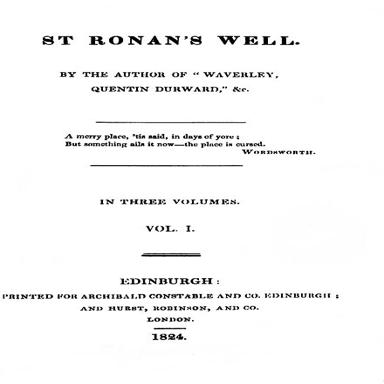 ST RONAN'S WELL.
BY THE AUTHOR OF "WAVERLEY,
QUENTIN DURWARD," &c.
A merry place, 'tis said, in days of yore ;
But something ails it now—the place is cursed.
WORDSWORTH.
IN THREE VOLUMES.
VOL. I.
EDINBURGH :
PRINTED FOR ARCHIBALD CONSTABLE AND CO. EDINBURGH ;
AND HURST, ROBINSON, AND CO.
LONDON.
1824.